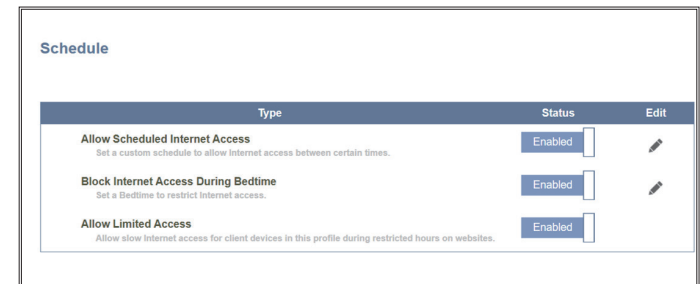 Schedule
Type Status Edit
Allow Scheduled Internet Access Enabled
Set a custom schedule to allow Internet access between certain times.
Block Internet Access During Bedtime Enabled
Set a Bedtime to restrict Internet access.
Allow Limited Access Enabled
Allow slow Internet access for client devices in this profile during restricted hours on websites.